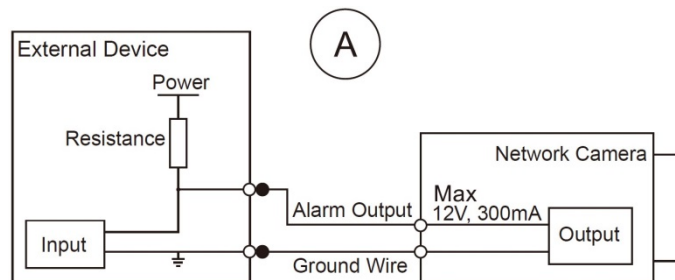 A
External Device
Power
Resistance
Network Camera
Max
12V, 300mA
Alarm Output
Input
Output
Ground Wire